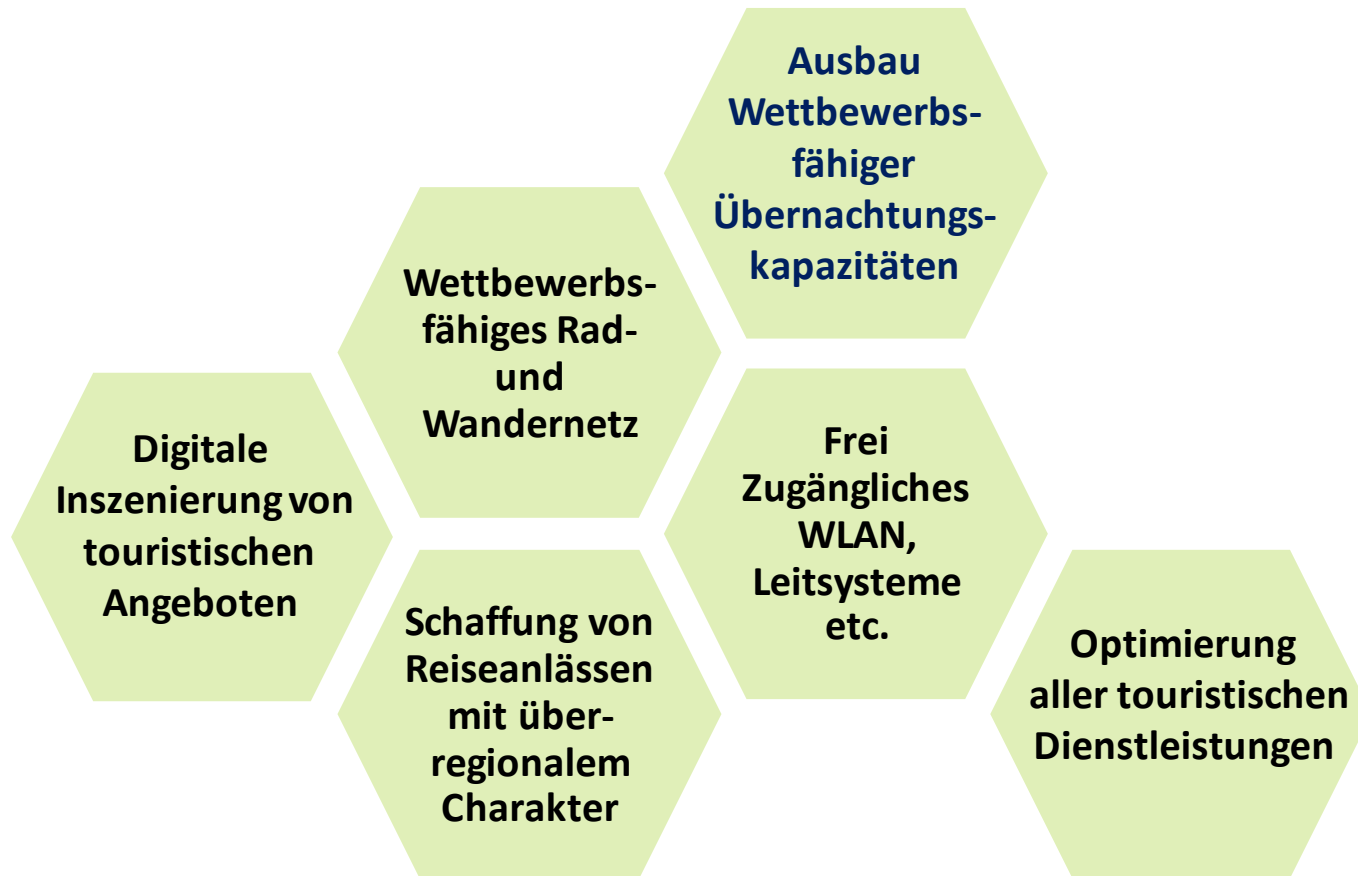 Ausbau
Wettbewerbs-
fähiger
Übernachtungs-
kapazitäten
Wettbewerbs-
fähiges Rad-
und
Wandernetz
Digitale
Inszenierung von
touristischen
Angeboten
Frei
Zugängliches
WLAN,
Leitsysteme
etc.
Schaffung von
Reiseanlässen
mit über-
regionalem
Charakter
Optimierung
aller touristischen
Dienstleistungen